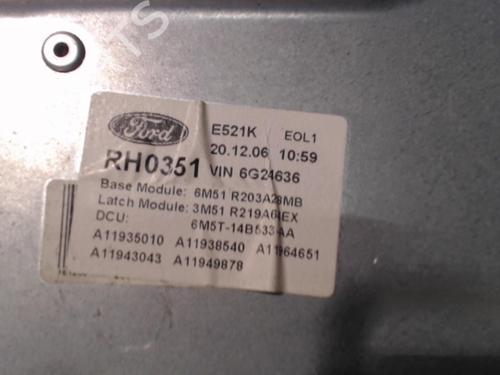 Ford
E521K EOL1
20.12.06 10:59
RH0351 VIN 6G24636
Base Module: 6M51 R203A28MB
Latch Module: 3M51 R219A64EX
DCU: 6M5T-14B533-AA
A11935010 A11938540 A11964651
A11943043 A11949878